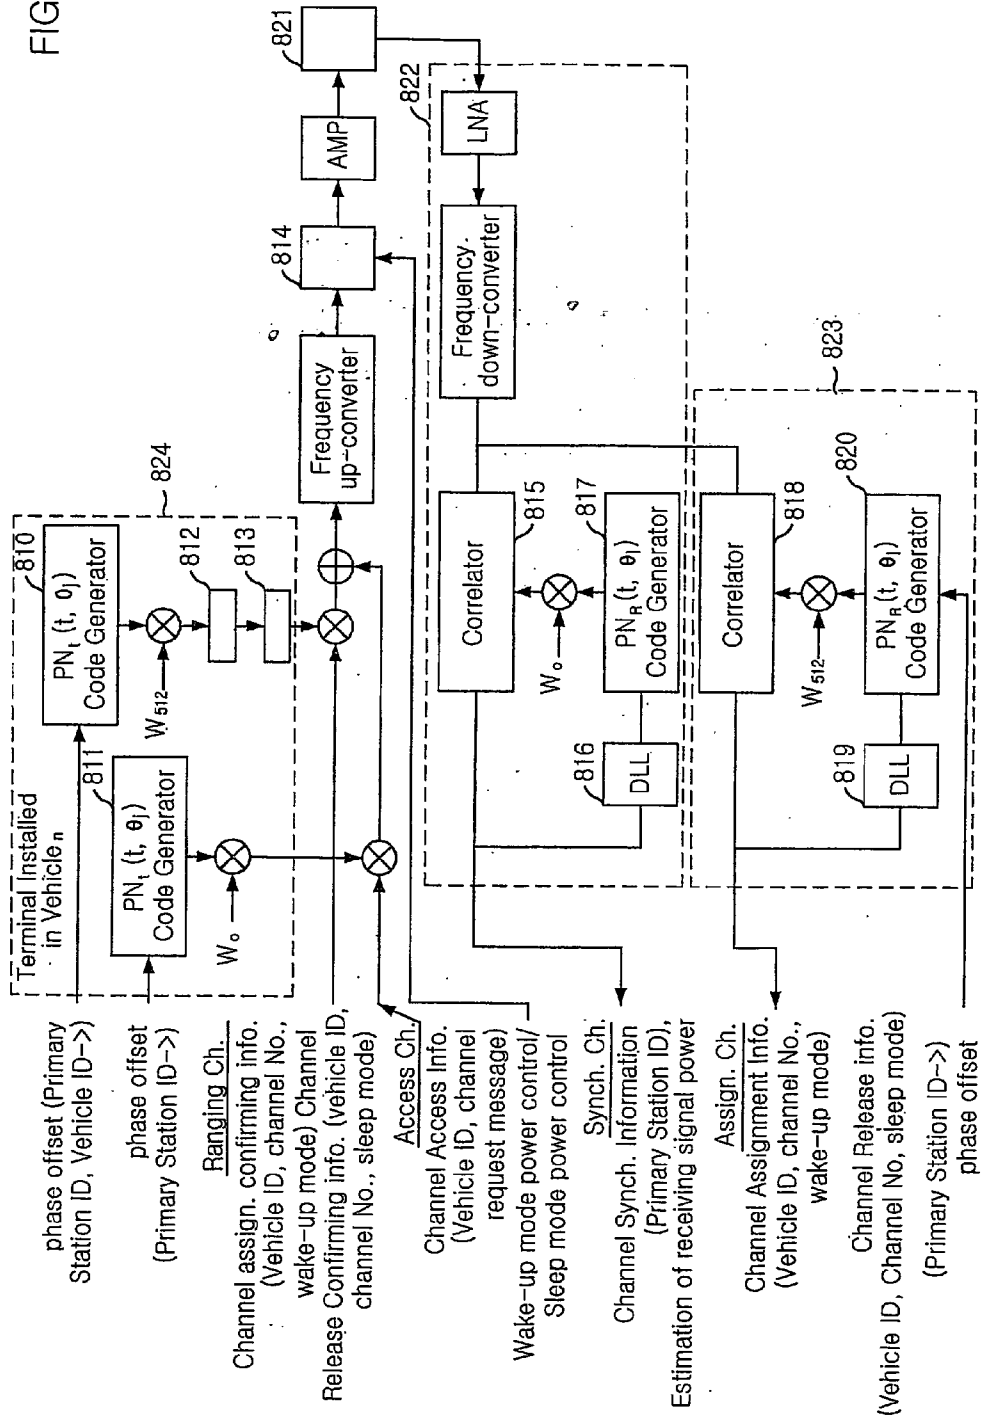 FIG
Terminal Installed
in Vehicle n
824
810
PNt (t, θj)
Code Generator
811
PNt (t, θj)
Code Generator
W512
W0
812
813
Frequency
up-converter
814
AMP
821
822
LNA
Frequency
down-converter
Correlator
815
W0
817
PNR (t, θj)
Code Generator
816
DLL
823
Correlator
818
W512
820
PNR (t, θj)
Code Generator
819
DLL
phase offset (Primary
Station ID, Vehicle ID->)
phase offset
(Primary Station ID->)
Ranging Ch.
Channel assign. confirming info.
(Vehicle ID, channel No.,
wake-up mode) Channel
Release Confirming info. (vehicle ID,
channel No., sleep mode)
Access Ch.
Channel Access Info.
(Vehicle ID, channel
request message)
Wake-up mode power control/
Sleep mode power control
Synch. Ch.
Channel Synch. Information
(Primary Station ID),
Estimation of receiving signal power
Assign. Ch.
Channel Assignment Info.
(Vehicle ID, channel No.,
wake-up mode)
Channel Release info.
(Vehicle ID, Channel No, sleep mode)
(Primary Station ID->)
phase offset